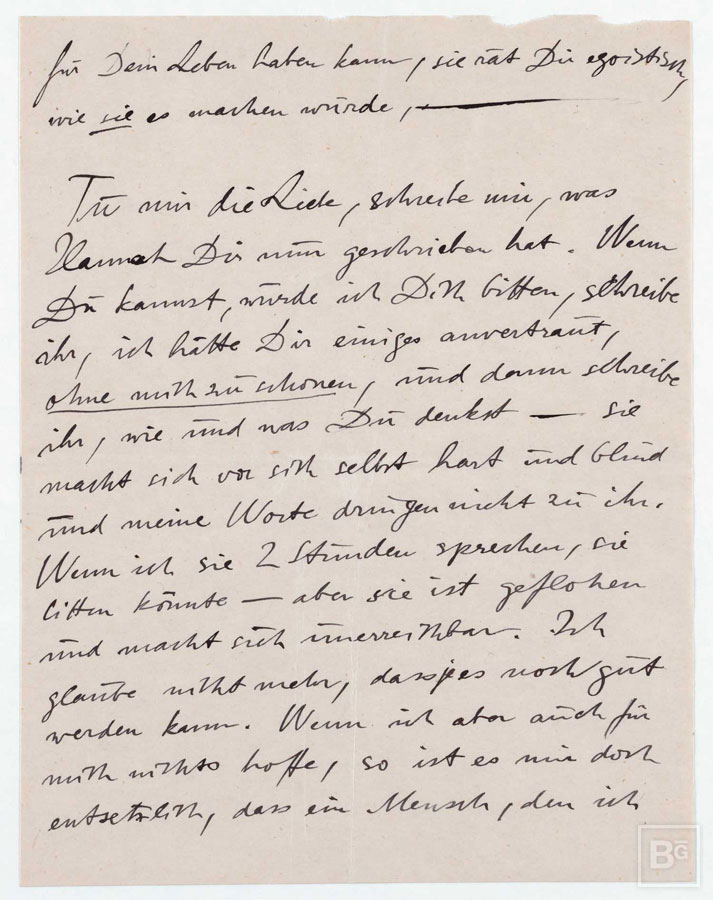 für Dein Leben haben kann, sie rät Dir egoistisch,
wie sie es machen würde, —
Tu mir die Liebe, schreibe mir, was
Hannah Dir nun geschrieben hat. Wenn
Du kannst, würde ich Dich bitten, schreibe
ihr, ich hätte Dir einiges anvertraut,
ohne mich zu schonen, und dann schreibe
ihr, wie und was Du denkst — sie
macht sich vor sich selbst hart und blind
und meine Worte dringen nicht zu ihr.
Wenn ich sie 2 Stunden sprechen, sie
bitten könnte — aber sie ist geflohen
und macht sich unerreichbar. Ich
glaube nicht mehr, dass es noch gut
werden kann. Wenn ich aber auch für
mich nichts hoffe, so ist es mir doch
entsetzlich, dass ein Mensch, den ich
BG